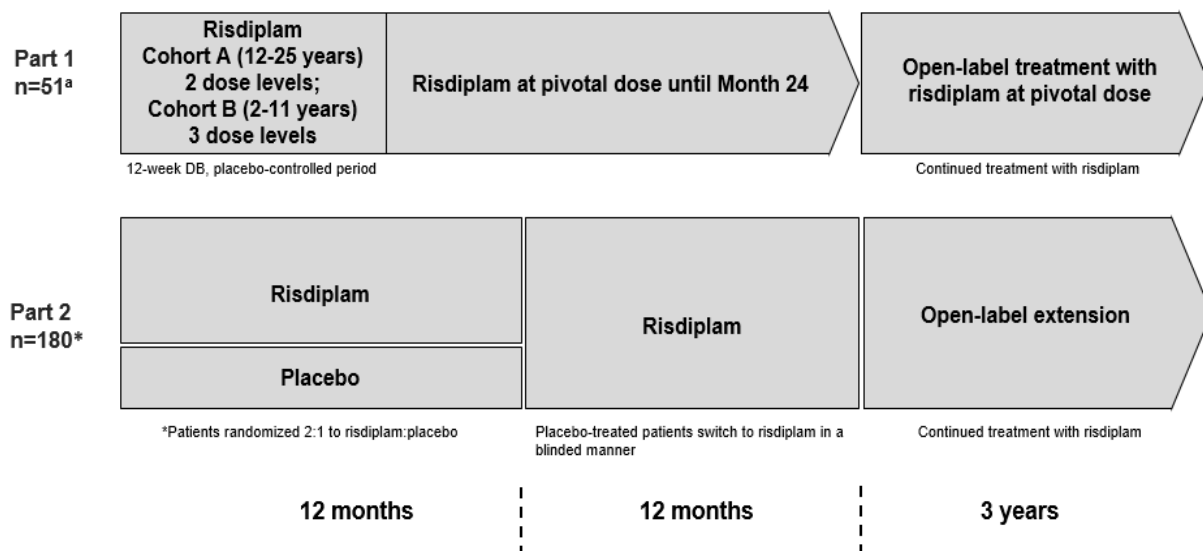 Part 1
n=51ᵃ
Risdiplam
Cohort A (12-25 years)
2 dose levels;
Cohort B (2-11 years)
3 dose levels
Risdiplam at pivotal dose until Month 24
Open-label treatment with
risdiplam at pivotal dose
12-week DB, placebo-controlled period
Continued treatment with risdiplam
Part 2
n=180*
Risdiplam
Placebo
Risdiplam
Open-label extension
*Patients randomized 2:1 to risdiplam:placebo
Placebo-treated patients switch to risdiplam in a
blinded manner
Continued treatment with risdiplam
12 months
12 months
3 years